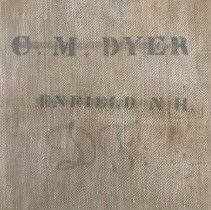 C. M. DYER
ENFIELD N H
D F.